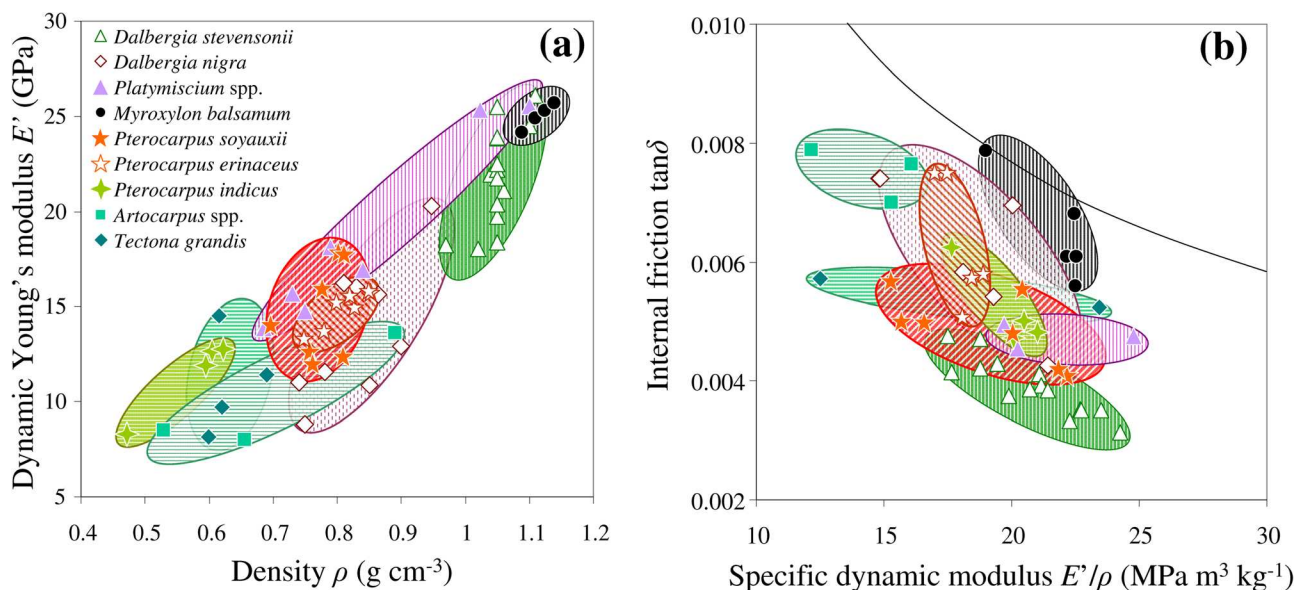 (a)
Dynamic Young's modulus E' (GPa)
30
25
20
15
10
5
Dalbergia stevensonii
Dalbergia nigra
Platymiscium spp.
Myroxylon balsamum
Pterocarpus soyauxii
Pterocarpus erinaceus
Pterocarpus indicus
Artocarpus spp.
Tectona grandis
0.4 0.5 0.6 0.7 0.8 0.9 1 1.1 1.2
Density ρ (g cm⁻³)
(b)
Internal friction tanδ
0.010
0.008
0.006
0.004
0.002
10 15 20 25 30
Specific dynamic modulus E'/ρ (MPa m³ kg⁻¹)